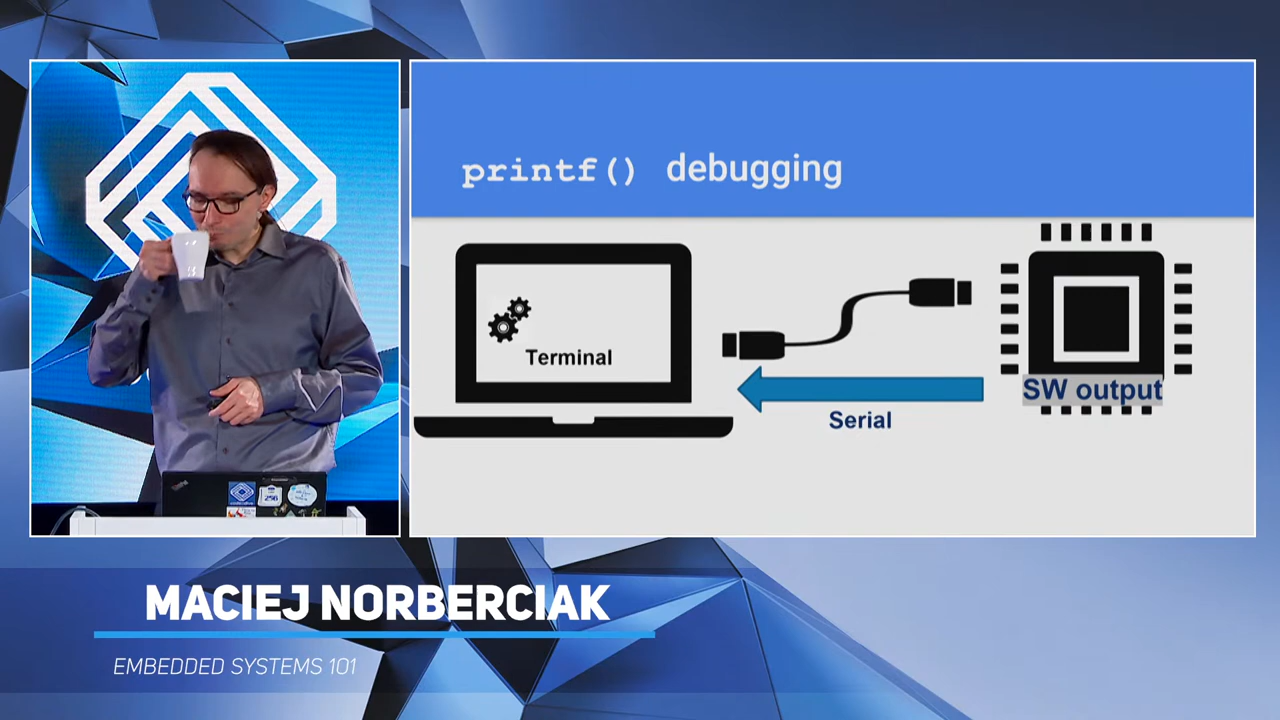 printf() debugging
Terminal
Serial
SW output
MACIEJ NORBERCIAK
EMBEDDED SYSTEMS 101